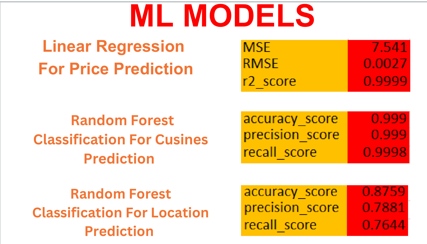 ML MODELS
Linear Regression
For Price Prediction
MSE 7.541
RMSE 0.0027
r2_score 0.9999
Random Forest
Classification For Cusines
Prediction
accuracy_score 0.999
precision_score 0.999
recall_score 0.9998
Random Forest
Classification For Location
Prediction
accuracy_score 0.8759
precision_score 0.7881
recall_score 0.7644